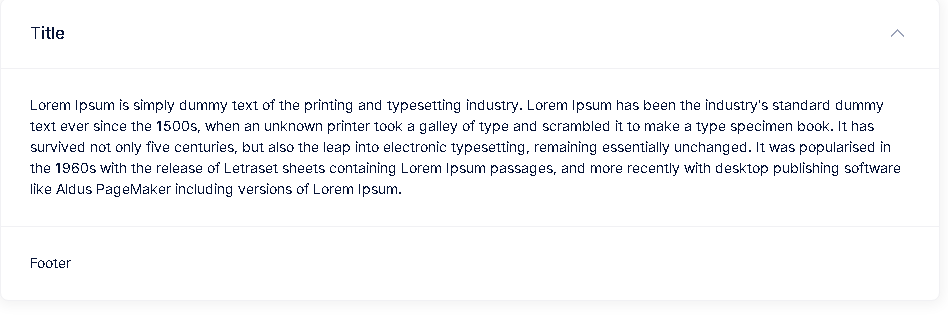 Title
Lorem Ipsum is simply dummy text of the printing and typesetting industry. Lorem Ipsum has been the industry's standard dummy
text ever since the 1500s, when an unknown printer took a galley of type and scrambled it to make a type specimen book. It has
survived not only five centuries, but also the leap into electronic typesetting, remaining essentially unchanged. It was popularised in
the 1960s with the release of Letraset sheets containing Lorem Ipsum passages, and more recently with desktop publishing software
like Aldus PageMaker including versions of Lorem Ipsum.
Footer